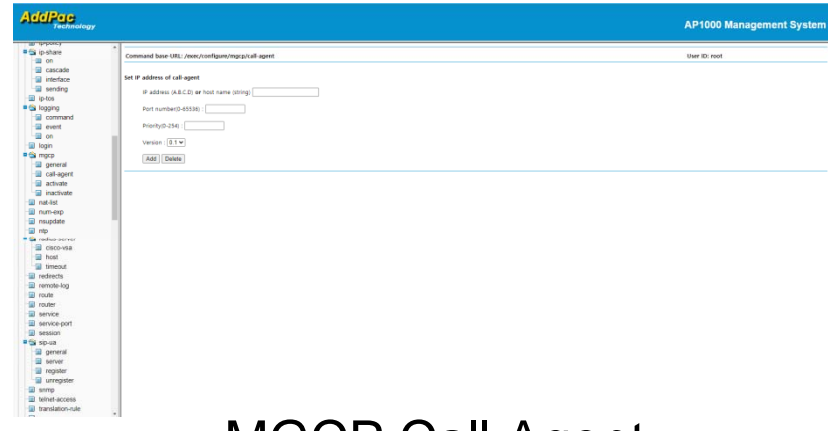 AddPac
Technology
AP1000 Management System
ip-policy
ip-share
on
cascade
interface
sending
ip-tos
logging
command
event
on
login
mgcp
general
call-agent
activate
inactivate
nat-list
num-exp
nsupdate
ntp
radius-server
cisco-vsa
host
timeout
redirects
remote-log
route
router
service
service-port
session
sip-ua
general
server
register
unregister
snmp
telnet-access
translation-rule
Command base-URL: /exec/configure/mgcp/call-agent
User ID: root
Set IP address of call-agent
IP address (A.B.C.D) or host name (string)
Port number(0-65536) :
Priority(0-254) :
Version : 0.1
Add Delete
MGCP Call Agent